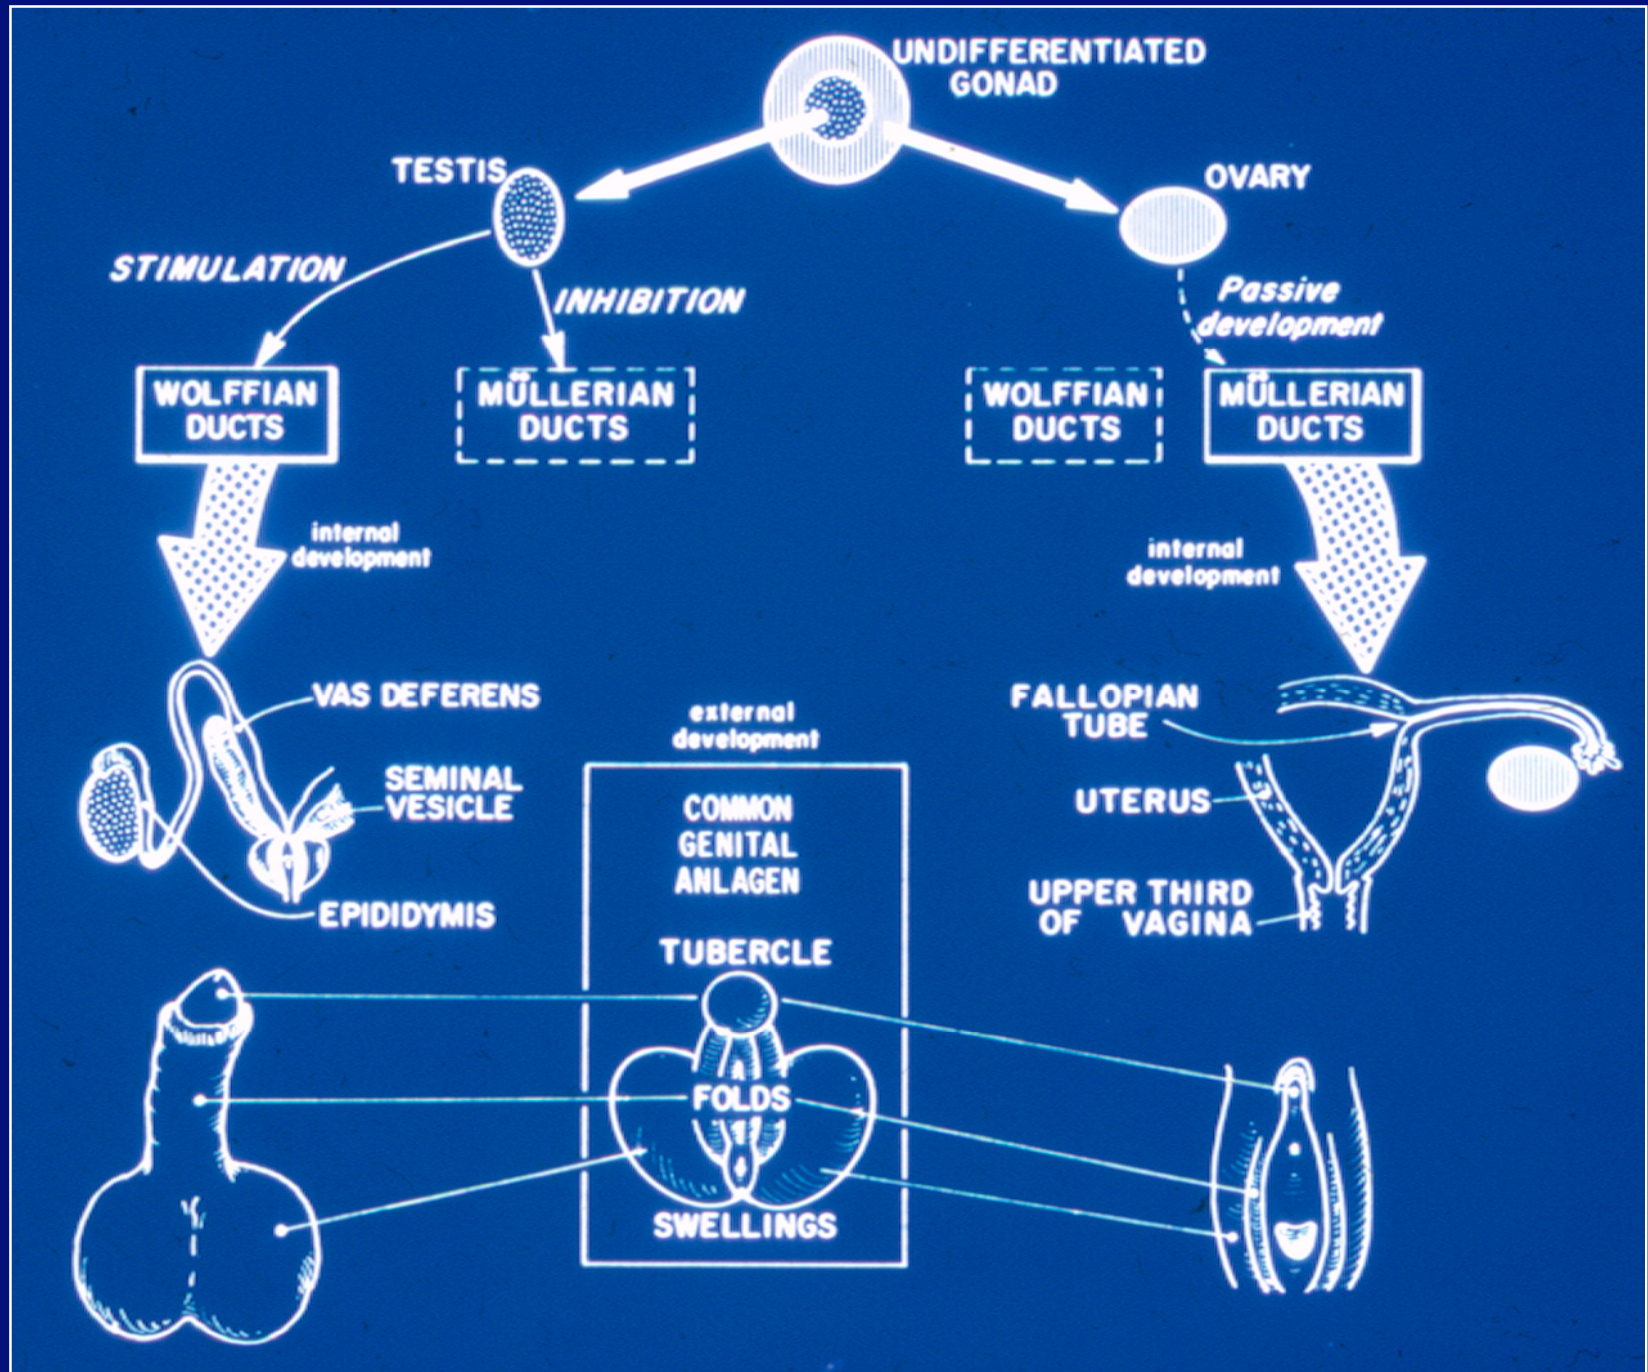 UNDIFFERENTIATED
GONAD
TESTIS
OVARY
STIMULATION
INHIBITION
Passive
development
WOLFFIAN
DUCTS
MÜLLERIAN
DUCTS
WOLFFIAN
DUCTS
MÜLLERIAN
DUCTS
internal
development
internal
development
VAS DEFERENS
SEMINAL
VESICLE
EPIDIDYMIS
external
development
COMMON
GENITAL
ANLAGEN
TUBERCLE
FOLDS
SWELLINGS
FALLOPIAN
TUBE
UTERUS
UPPER THIRD
OF VAGINA